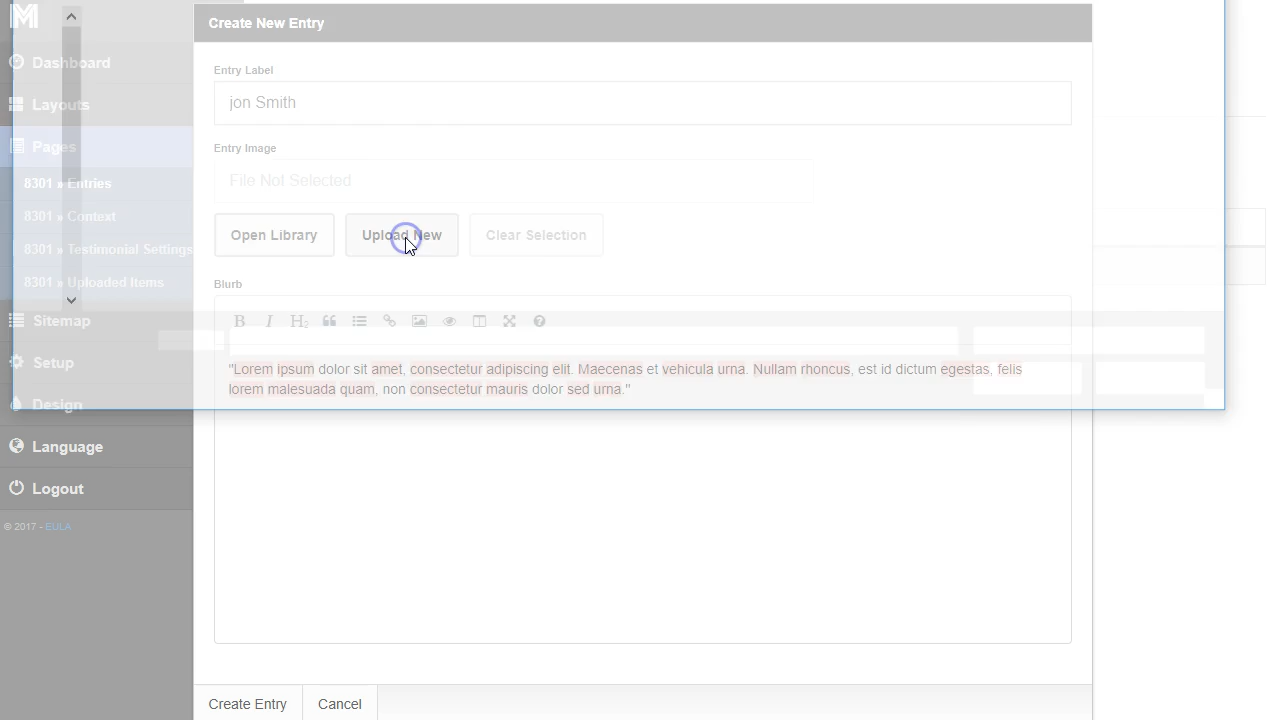 M
Create New Entry
Dashboard
Entry Label
Layouts
jon Smith
Pages
Entry Image
8301 » Entries
File Not Selected
8301 » Context
Open Library
Upload New
Clear Selection
8301 » Testimonial Settings
8301 » Uploaded Items
Blurb
Sitemap
B I H2
Setup
"Lorem ipsum dolor sit amet, consectetur adipiscing elit. Maecenas et vehicula urna. Nullam rhoncus, est id dictum egestas, felis
lorem malesuada quam, non consectetur mauris dolor sed urna."
Design
Language
Logout
© 2017 - EULA
Create Entry
Cancel